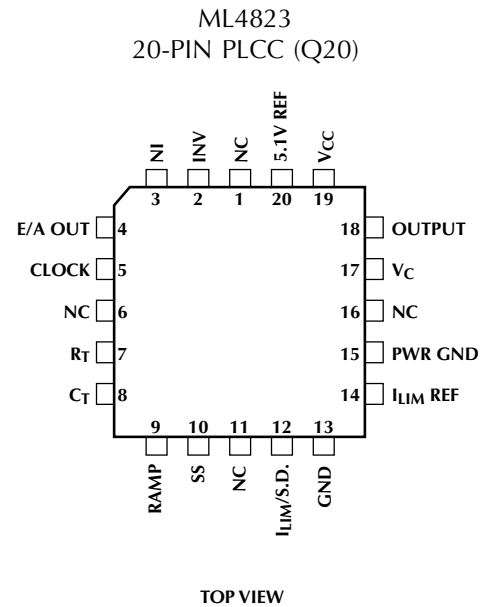 ML4823
20-PIN PLCC (Q20)
NI
INV
NC
5.1V REF
VCC
3
2
1
20
19
E/A OUT
4
18
OUTPUT
CLOCK
5
17
VC
NC
6
16
NC
RT
7
15
PWR GND
CT
8
14
ILIM REF
9
10
11
12
13
RAMP
SS
NC
ILIM/S.D.
GND
TOP VIEW